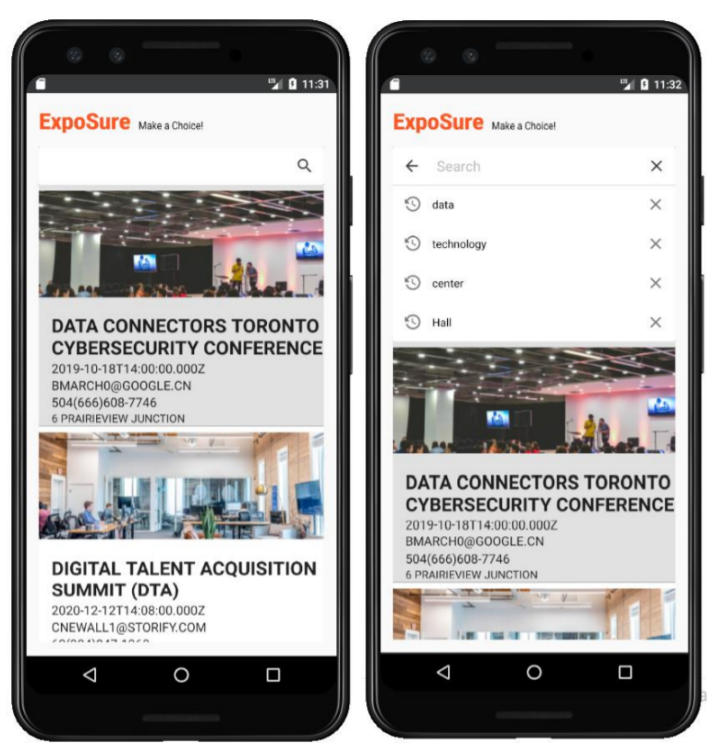 11:31
ExpoSure Make a Choice!
DATA CONNECTORS TORONTO
CYBERSECURITY CONFERENCE
2019-10-18T14:00:00.000Z
BMARCH0@GOOGLE.CN
504(666)608-7746
6 PRAIRIEVIEW JUNCTION
DIGITAL TALENT ACQUISITION
SUMMIT (DTA)
2020-12-12T14:08:00.000Z
CNEWALL1@STORIFY.COM
11:32
ExpoSure Make a Choice!
Search
data
technology
center
Hall
DATA CONNECTORS TORONTO
CYBERSECURITY CONFERENCE
2019-10-18T14:00:00.000Z
BMARCH0@GOOGLE.CN
504(666)608-7746
6 PRAIRIEVIEW JUNCTION